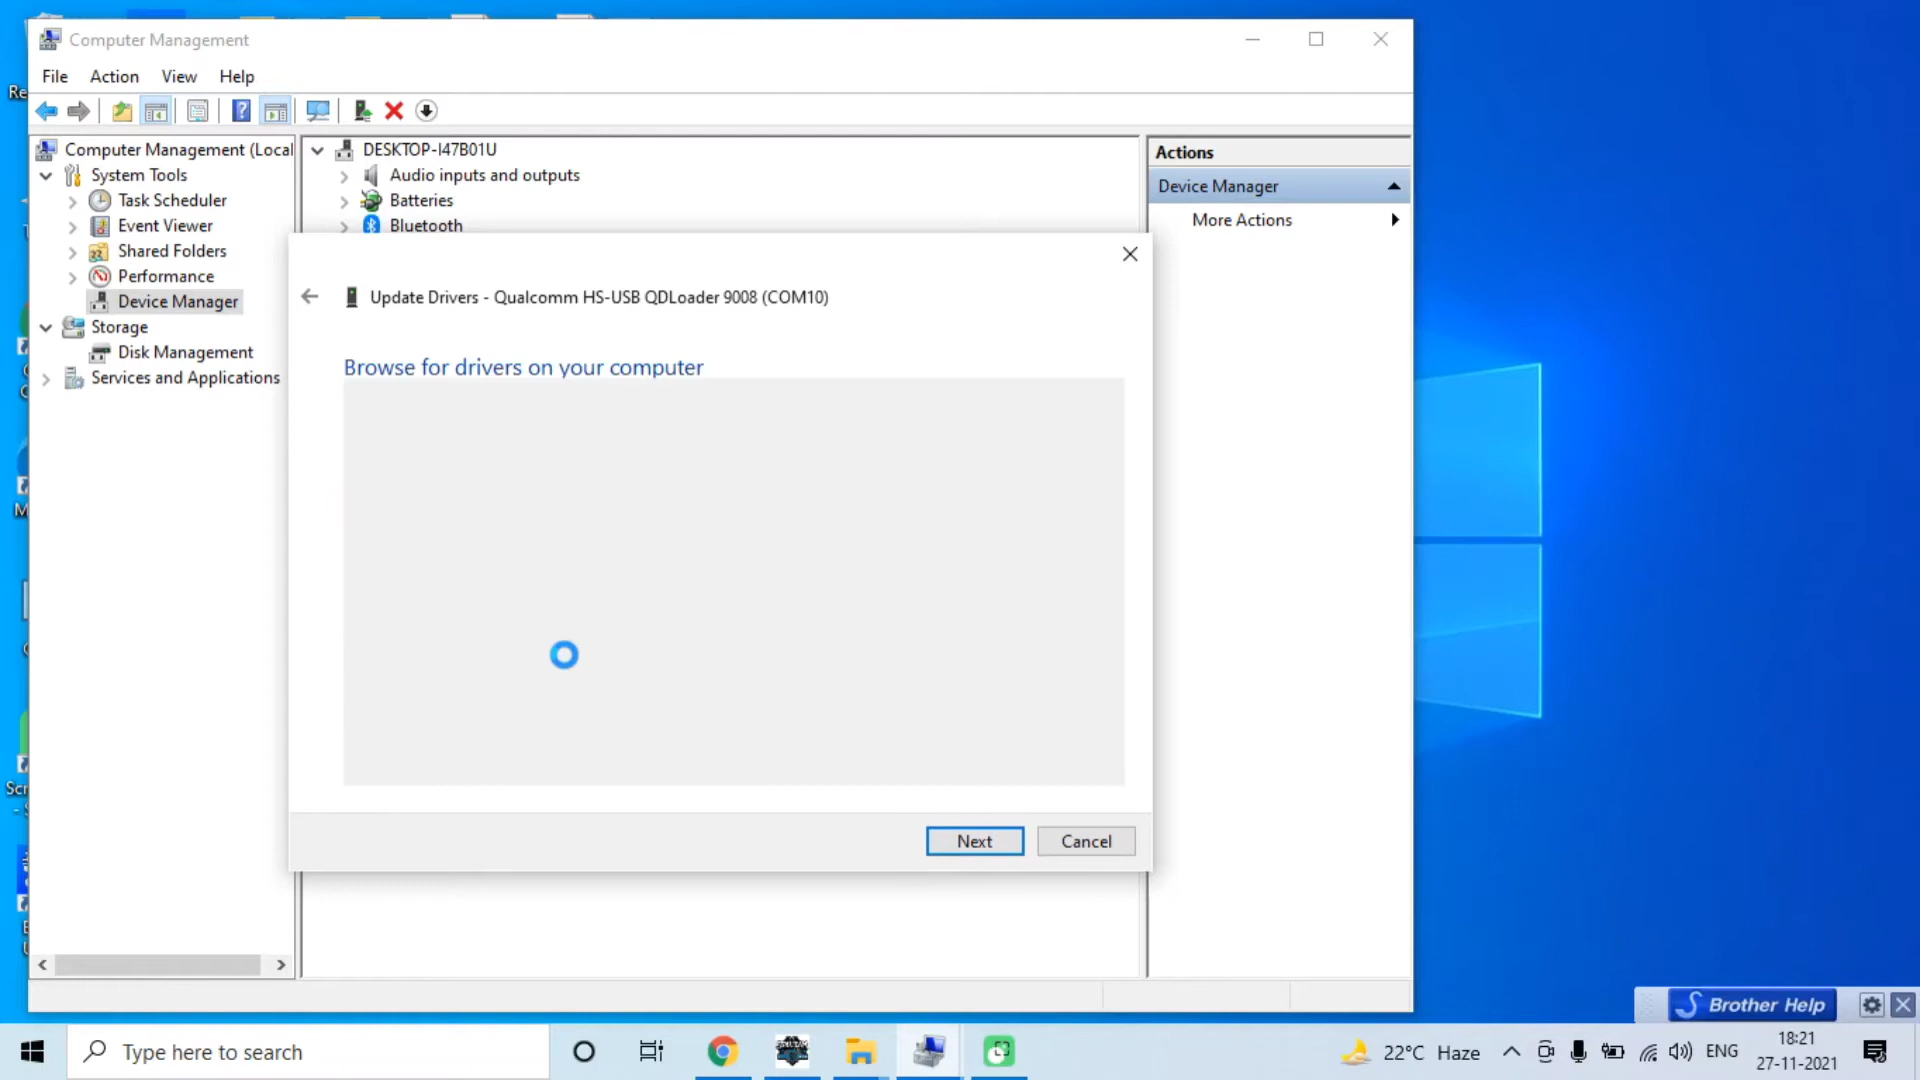 Computer Management
File Action View Help
Computer Management (Local
System Tools
Task Scheduler
Event Viewer
Shared Folders
Performance
Device Manager
Storage
Disk Management
Services and Applications
DESKTOP-I47B01U
Audio inputs and outputs
Batteries
Bluetooth
Actions
Device Manager
More Actions
Update Drivers - Qualcomm HS-USB QDLoader 9008 (COM10)
Browse for drivers on your computer
Next
Cancel
Brother Help
Type here to search
22°C Haze
ENG
18:21
27-11-2021